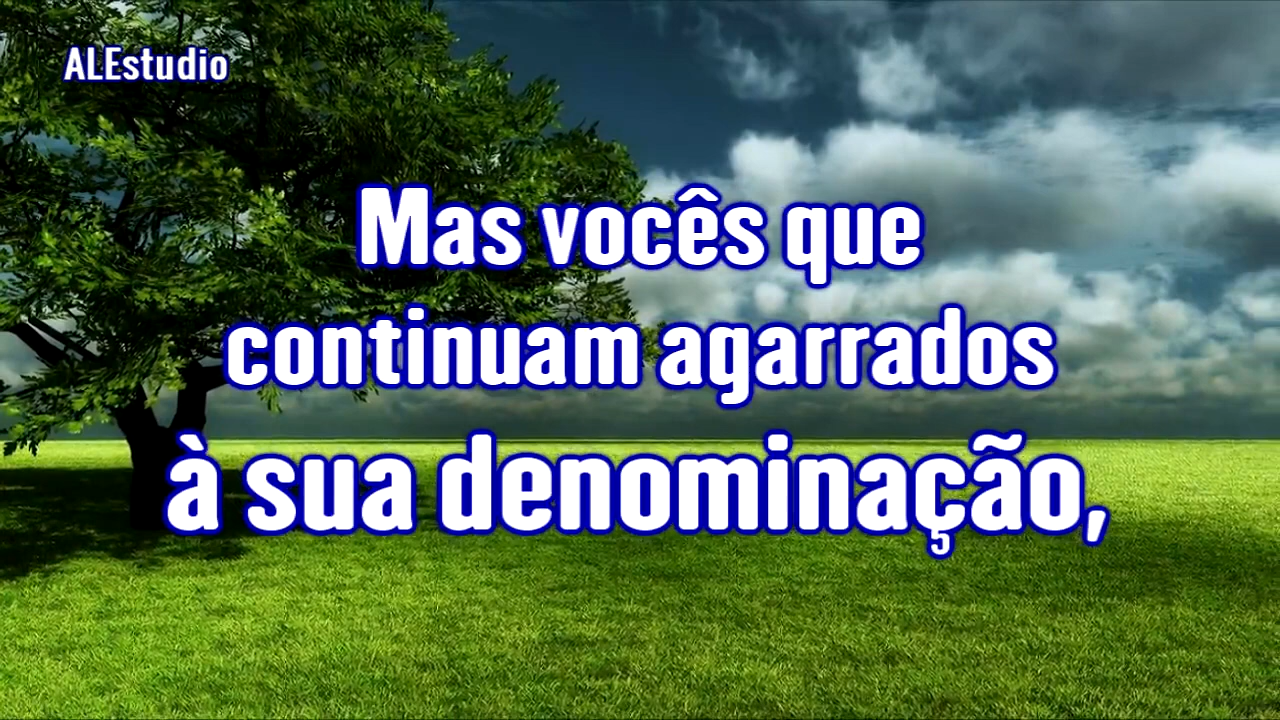 ALEstudio
Mas vocês que
continuam agarrados
à sua denominação,